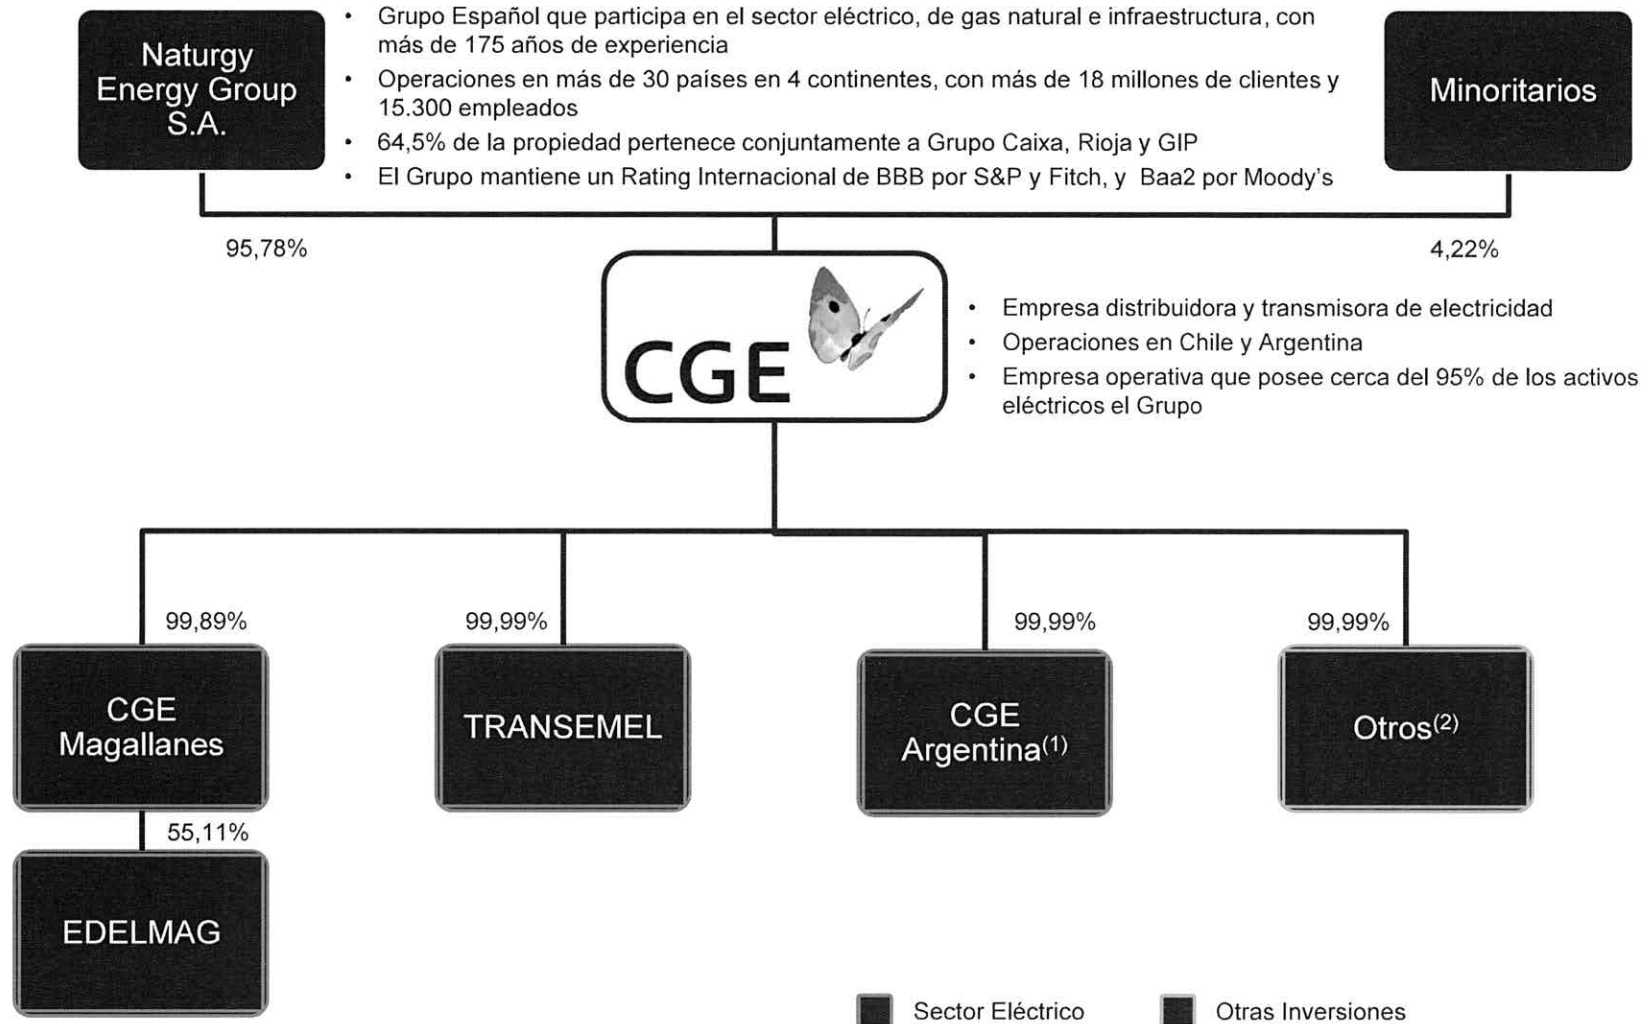 Naturgy
Energy Group
S.A.
• Grupo Español que participa en el sector eléctrico, de gas natural e infraestructura, con
más de 175 años de experiencia
• Operaciones en más de 30 países en 4 continentes, con más de 18 millones de clientes y
15.300 empleados
• 64,5% de la propiedad pertenece conjuntamente a Grupo Caixa, Rioja y GIP
• El Grupo mantiene un Rating Internacional de BBB por S&P y Fitch, y Baa2 por Moody's
Minoritarios
95,78%
4,22%
CGE
• Empresa distribuidora y transmisora de electricidad
• Operaciones en Chile y Argentina
• Empresa operativa que posee cerca del 95% de los activos
eléctricos el Grupo
99,89%
99,99%
99,99%
99,99%
CGE
Magallanes
TRANSEMEL
CGE
Argentina(1)
Otros(2)
55,11%
EDELMAG
Sector Eléctrico
Otras Inversiones